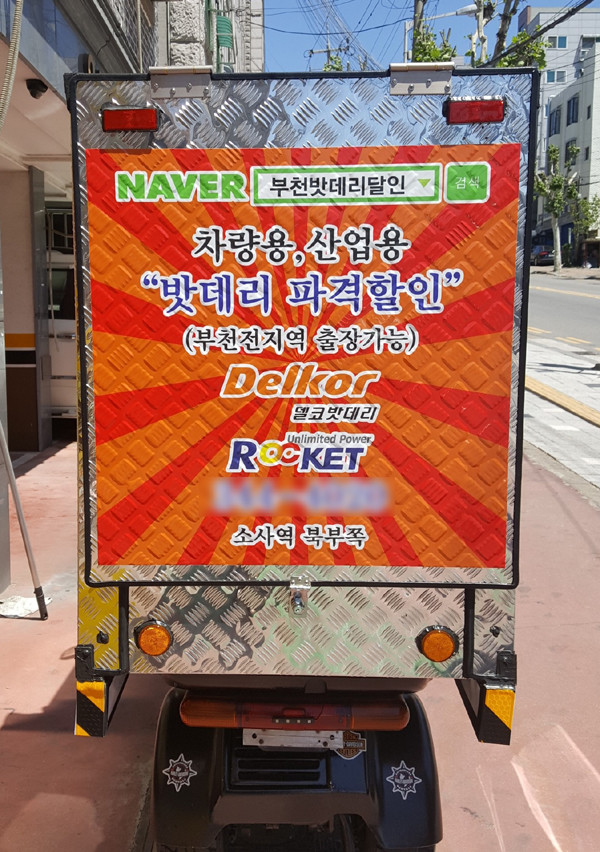 NAVER 부천밧데리달인 검색
차량용,산업용
“밧데리 파격할인”
(부천전지역 출장가능)
Delkor
델코밧데리
Unlimited Power
ROCKET
소사역 북부쪽